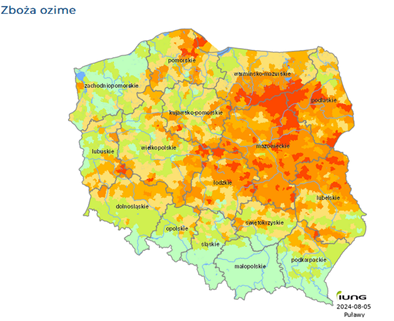 Zboża ozime
pomorskie
warmińsko-mazurskie
zachodniopomorskie
podlaskie
kujawsko-pomorskie
mazowieckie
wielkopolskie
lubuskie
łódzkie
lubelskie
dolnośląskie
świętokrzyskie
opolskie
śląskie
podkarpackie
małopolskie
IUNG
2024-08-05
Puławy